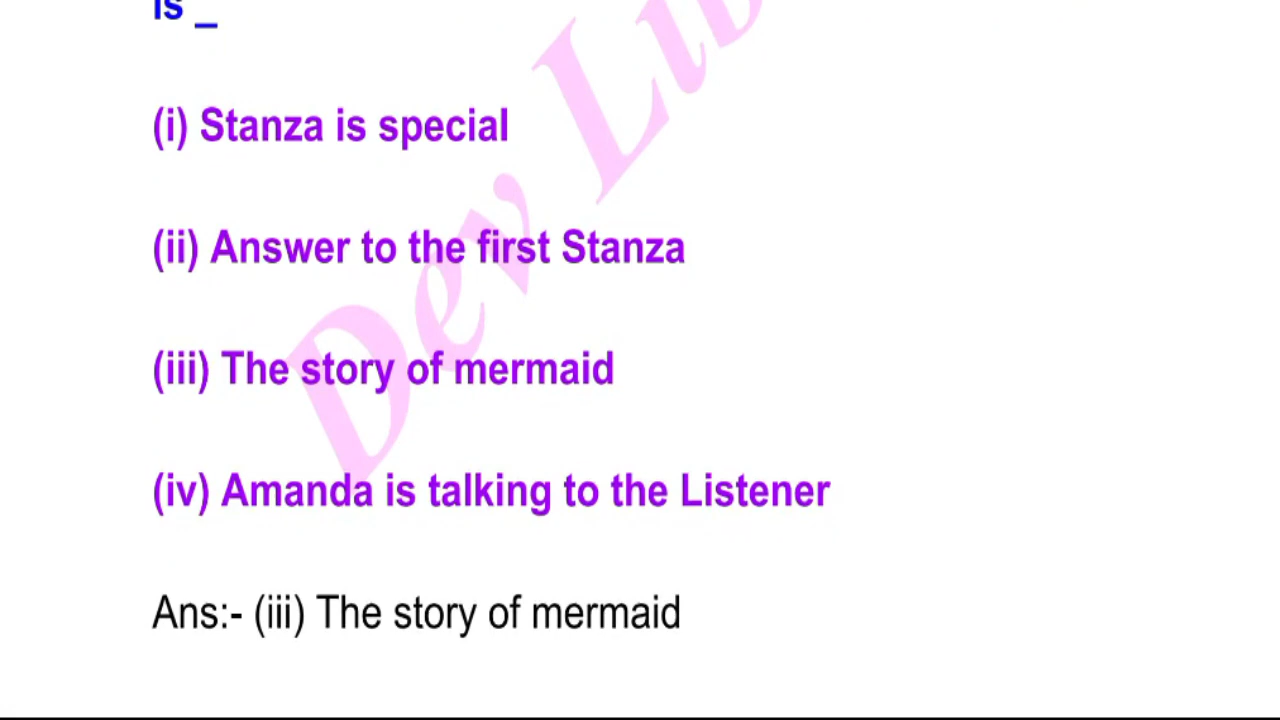 is _
(i) Stanza is special
(ii) Answer to the first Stanza
(iii) The story of mermaid
(iv) Amanda is talking to the Listener
Ans:- (iii) The story of mermaid
Dev